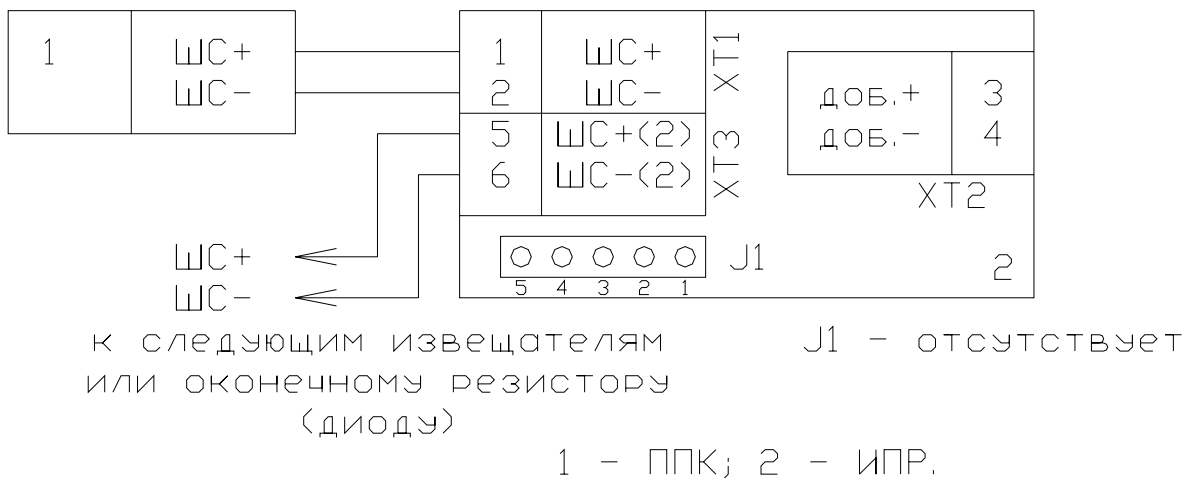 1
ШС+
ШС-
1
2
ШС+
ШС-
XT1
5
6
ШС+(2)
ШС-(2)
XT3
ДОБ.+
ДОБ.-
3
4
XT2
J1
5 4 3 2 1
2
ШС+
ШС-
к следующим извещателям
или оконечному резистору
(диоду)
J1 - отсутствует
1 - ППК; 2 - ИПР.